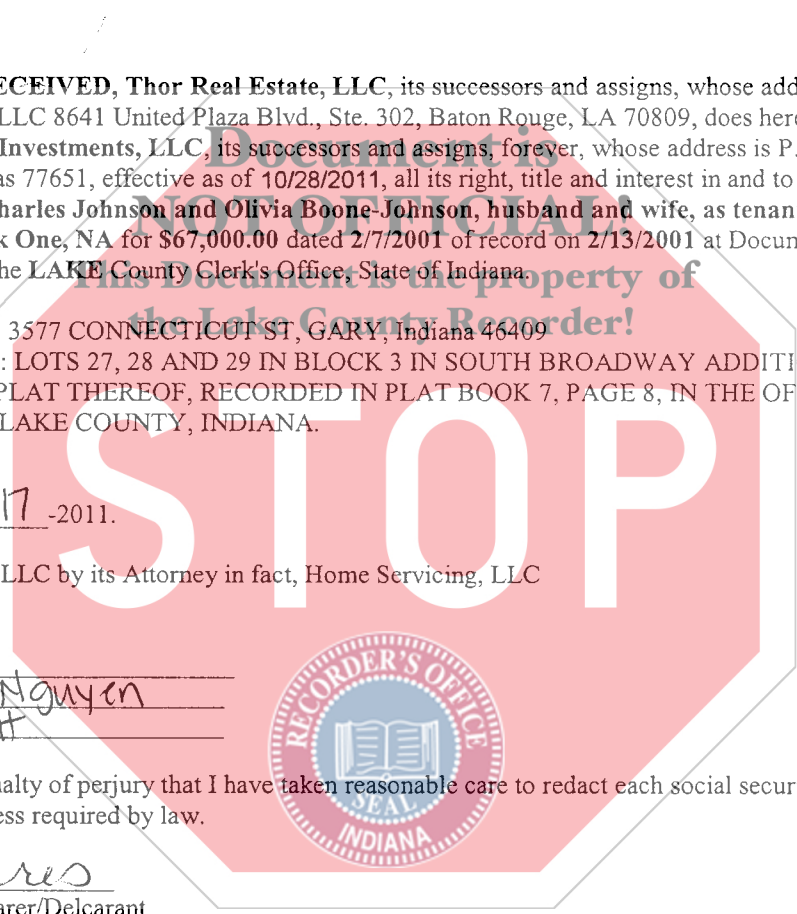 ECEIVED, Thor Real Estate, LLC, its successors and assigns, whose add
LLC 8641 United Plaza Blvd., Ste. 302, Baton Rouge, LA 70809, does here
Document is
Investments, LLC, its successors and assigns, forever, whose address is P.
as 77651, effective as of 10/28/2011, all its right, title and interest in and to
NOT OFFICIAL!
harles Johnson and Olivia Boone-Johnson, husband and wife, as tenan
k One, NA for $67,000.00 dated 2/7/2001 of record on 2/13/2001 at Docum
he LAKE County Clerk's Office, State of Indiana.
This Document is the property of
the Lake County Recorder!
3577 CONNECTICUT ST, GARY, Indiana 46409
: LOTS 27, 28 AND 29 IN BLOCK 3 IN SOUTH BROADWAY ADDITI
PLAT THEREOF, RECORDED IN PLAT BOOK 7, PAGE 8, IN THE OF
LAKE COUNTY, INDIANA.
STOP
17 -2011.
LLC by its Attorney in fact, Home Servicing, LLC
Nguyen
RECORDER'S OFFICE
SEAL
INDIANA
nalty of perjury that I have taken reasonable care to redact each social secur
ess required by law.
arer/Delcarant